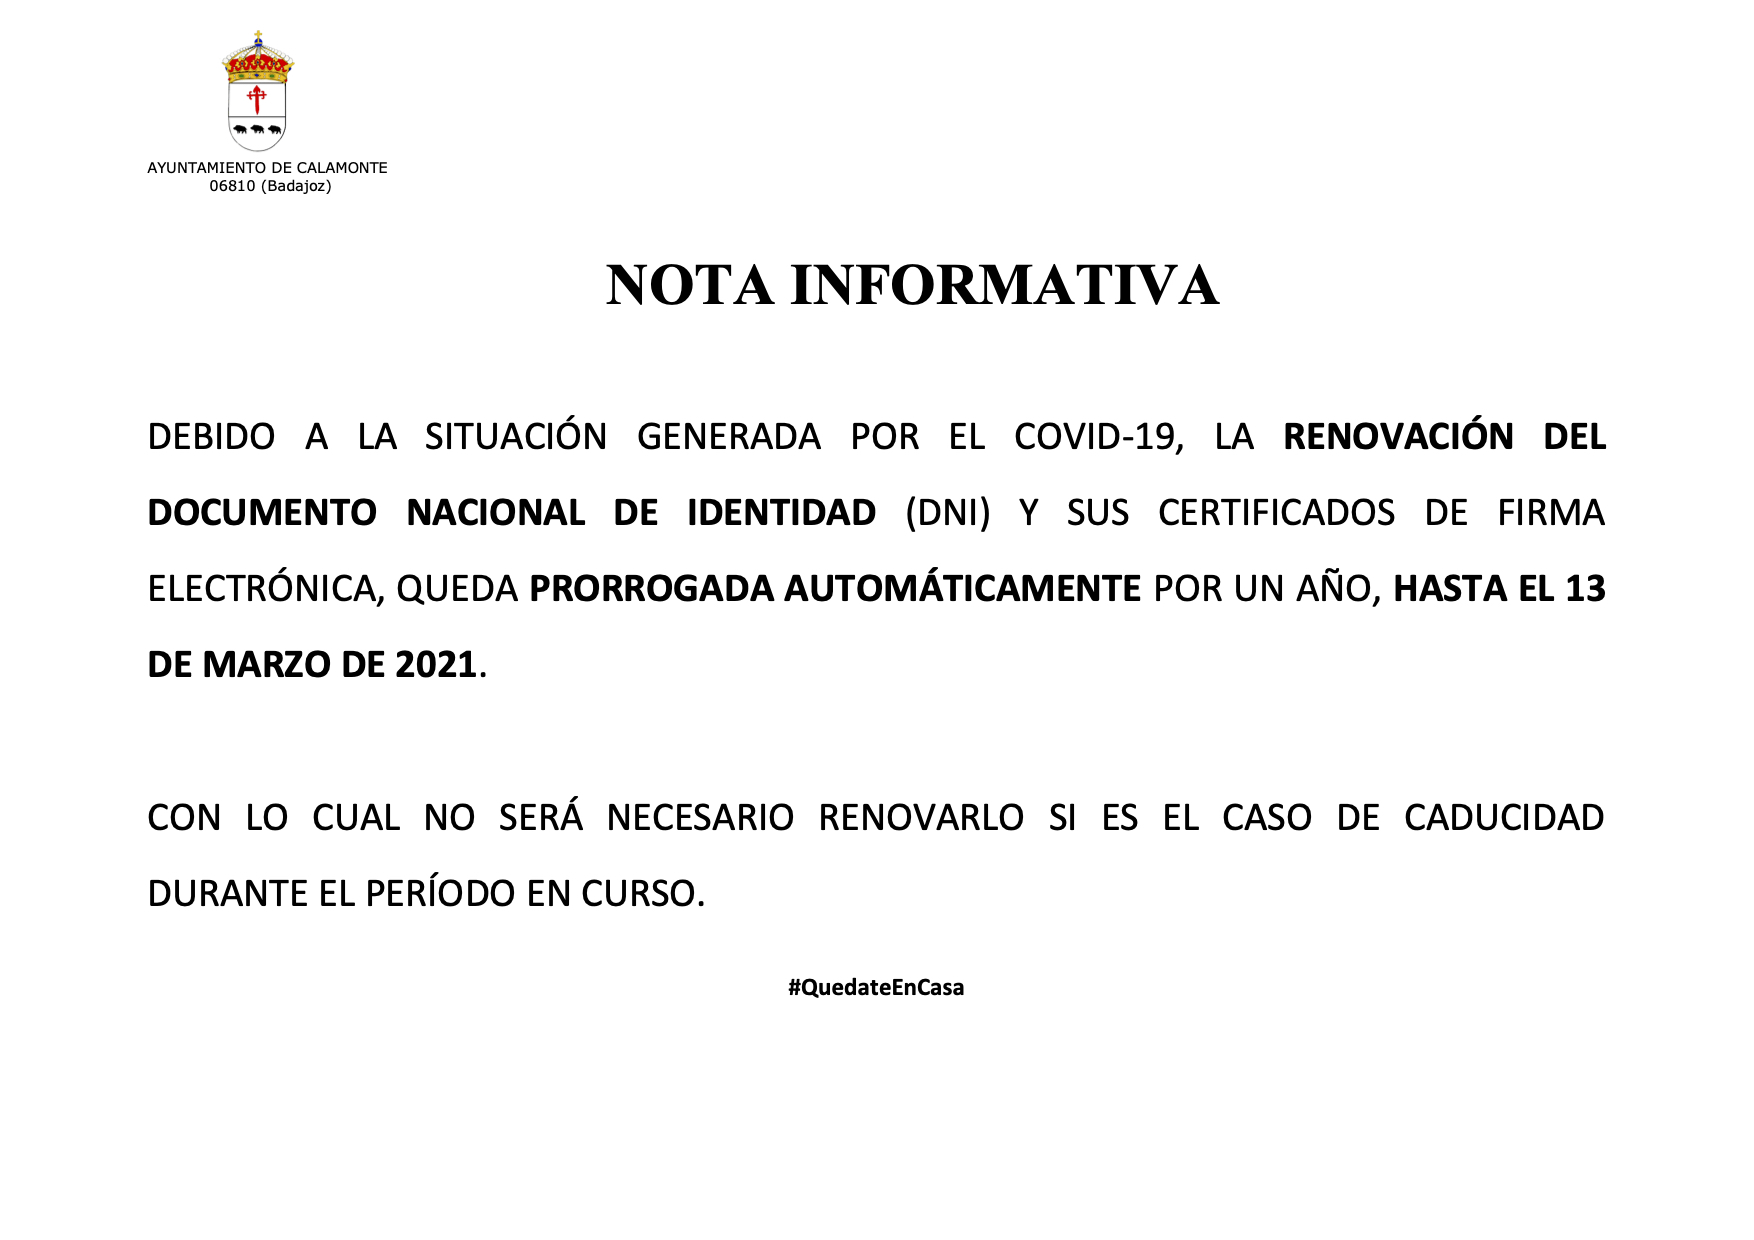 AYUNTAMIENTO DE CALAMONTE
06810 (Badajoz)
NOTA INFORMATIVA
DEBIDO A LA SITUACIÓN GENERADA POR EL COVID-19, LA RENOVACIÓN DEL
DOCUMENTO NACIONAL DE IDENTIDAD (DNI) Y SUS CERTIFICADOS DE FIRMA
ELECTRÓNICA, QUEDA PRORROGADA AUTOMÁTICAMENTE POR UN AÑO, HASTA EL 13
DE MARZO DE 2021.
CON LO CUAL NO SERÁ NECESARIO RENOVARLO SI ES EL CASO DE CADUCIDAD
DURANTE EL PERÍODO EN CURSO.
#QuedateEnCasa